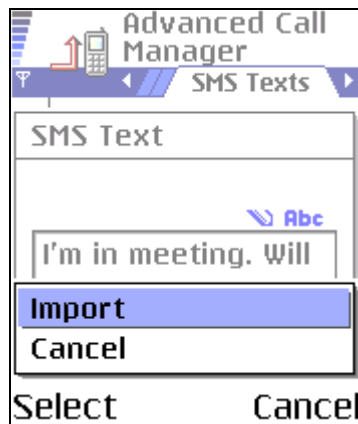 Advanced Call
Manager
SMS Texts
SMS Text
Abc
I'm in meeting. Will
Import
Cancel
Select Cancel